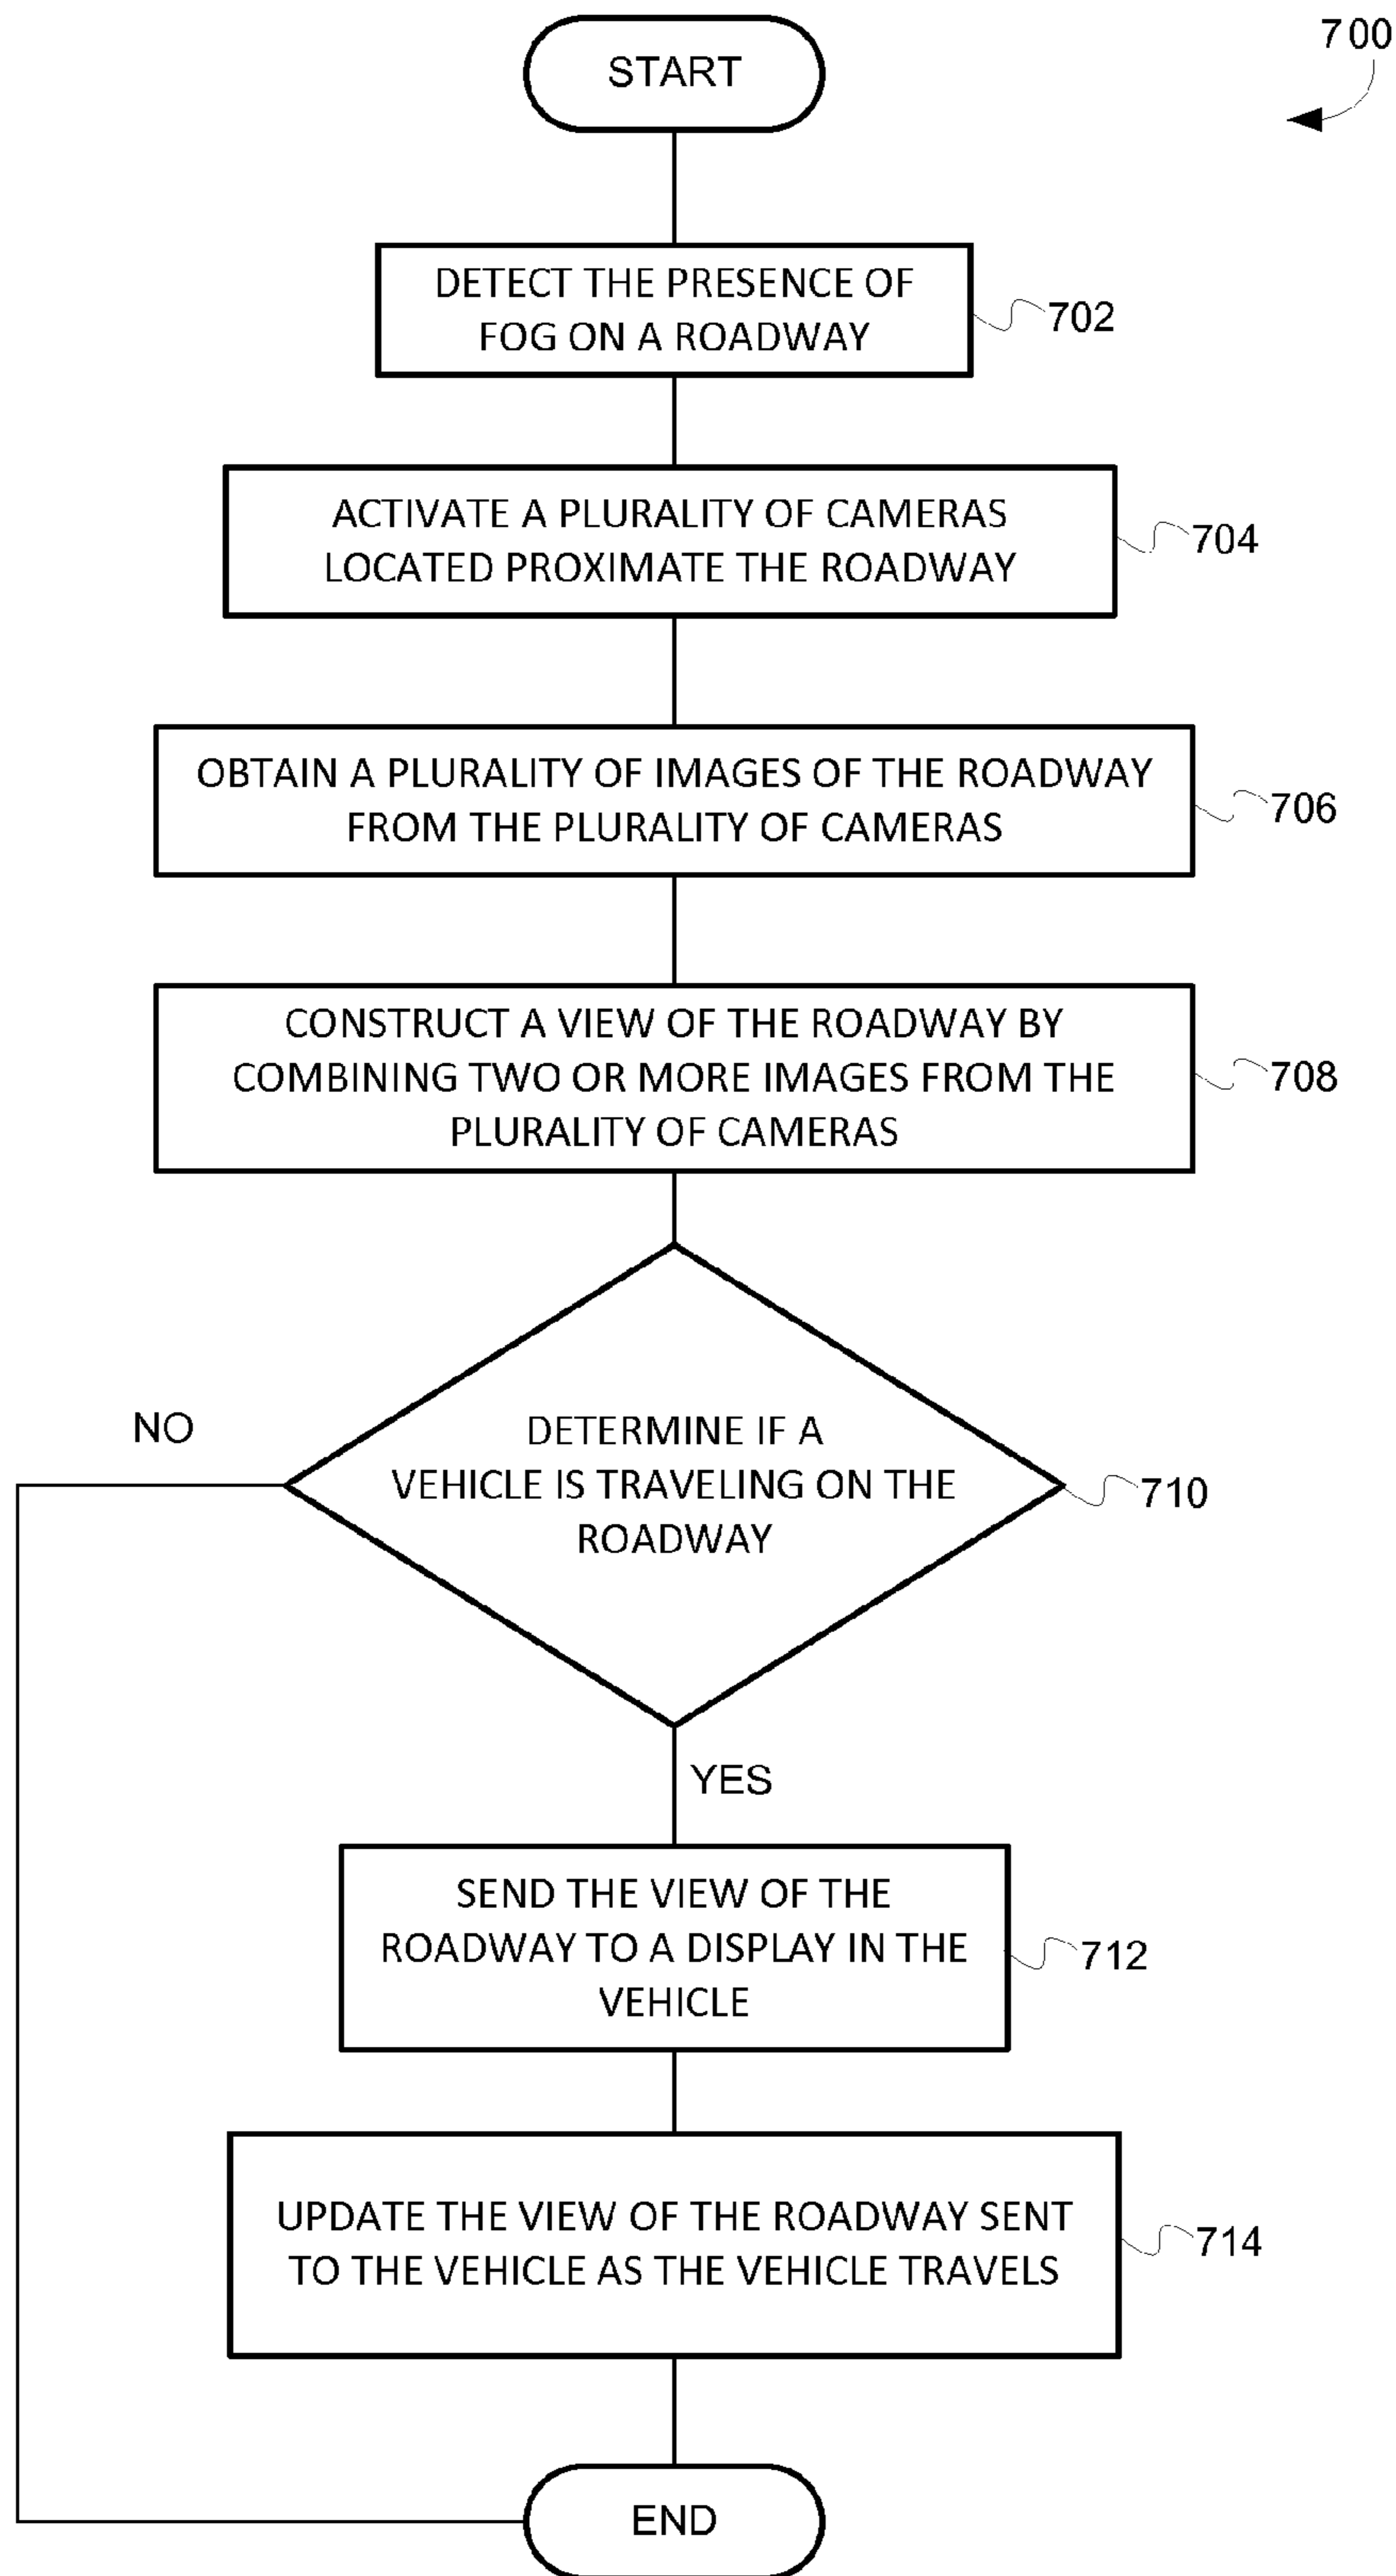 700
START
DETECT THE PRESENCE OF
FOG ON A ROADWAY
702
ACTIVATE A PLURALITY OF CAMERAS
LOCATED PROXIMATE THE ROADWAY
704
OBTAIN A PLURALITY OF IMAGES OF THE ROADWAY
FROM THE PLURALITY OF CAMERAS
706
CONSTRUCT A VIEW OF THE ROADWAY BY
COMBINING TWO OR MORE IMAGES FROM THE
PLURALITY OF CAMERAS
708
NO
DETERMINE IF A
VEHICLE IS TRAVELING ON THE
ROADWAY
710
YES
SEND THE VIEW OF THE
ROADWAY TO A DISPLAY IN THE
VEHICLE
712
UPDATE THE VIEW OF THE ROADWAY SENT
TO THE VEHICLE AS THE VEHICLE TRAVELS
714
END